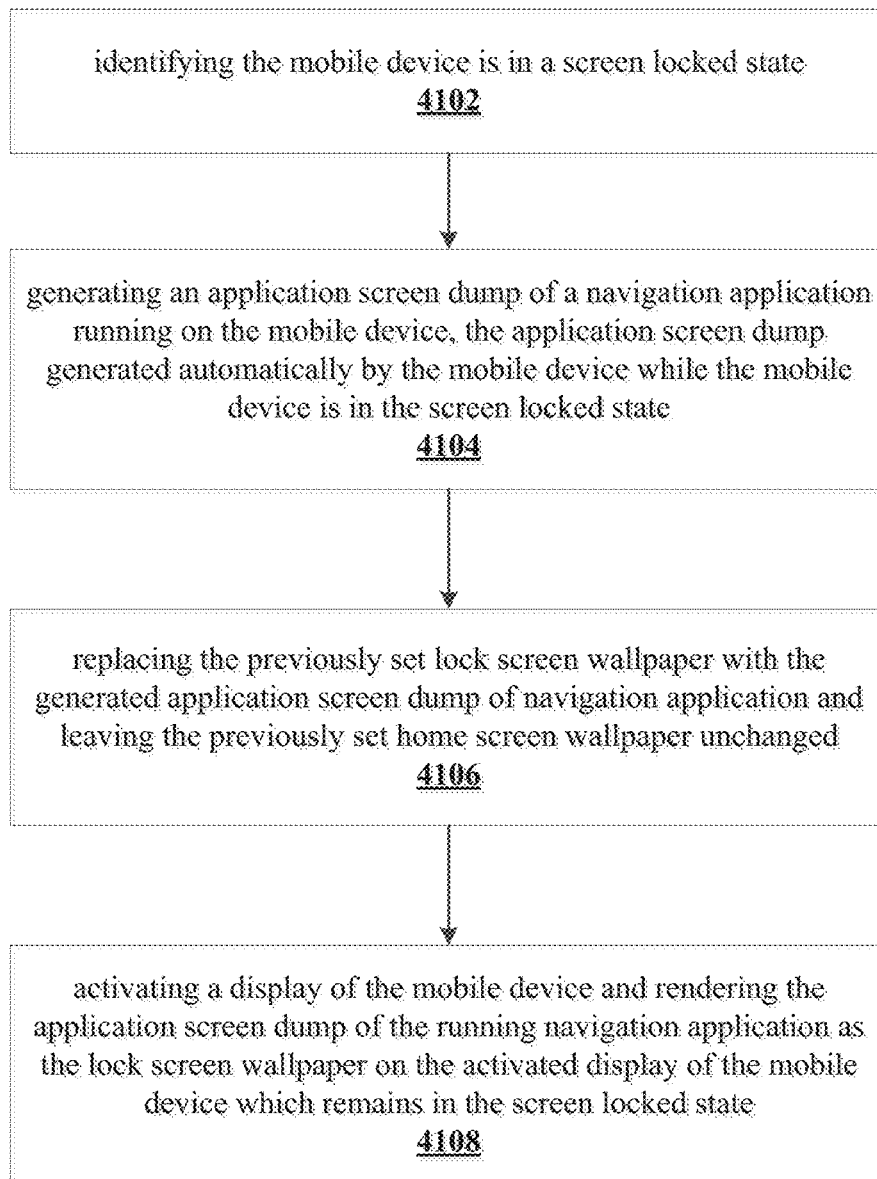 identifying the mobile device is in a screen locked state
4102
generating an application screen dump of a navigation application
running on the mobile device, the application screen dump
generated automatically by the mobile device while the mobile
device is in the screen locked state
4104
replacing the previously set lock screen wallpaper with the
generated application screen dump of navigation application and
leaving the previously set home screen wallpaper unchanged
4106
activating a display of the mobile device and rendering the
application screen dump of the running navigation application as
the lock screen wallpaper on the activated display of the mobile
device which remains in the screen locked state
4108